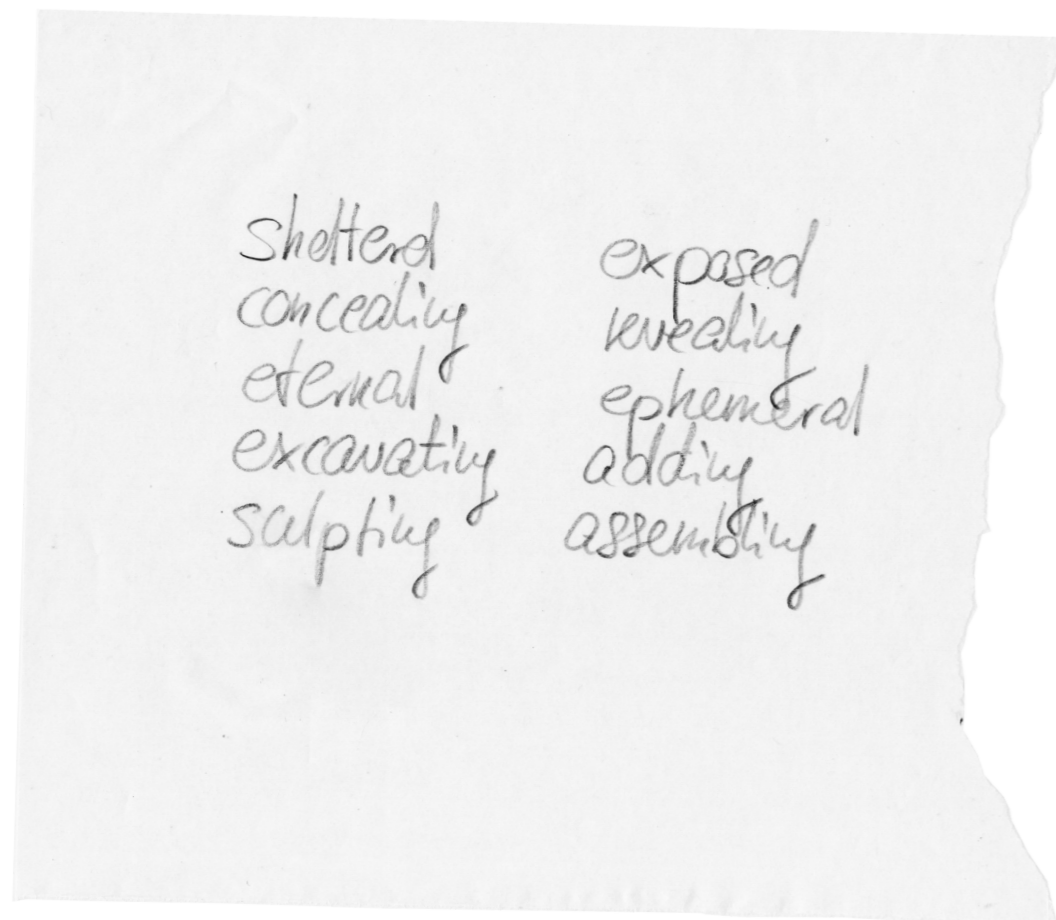 sheltered exposed
concealing revealing
eternal ephemeral
excavating adding
sculpting assembling